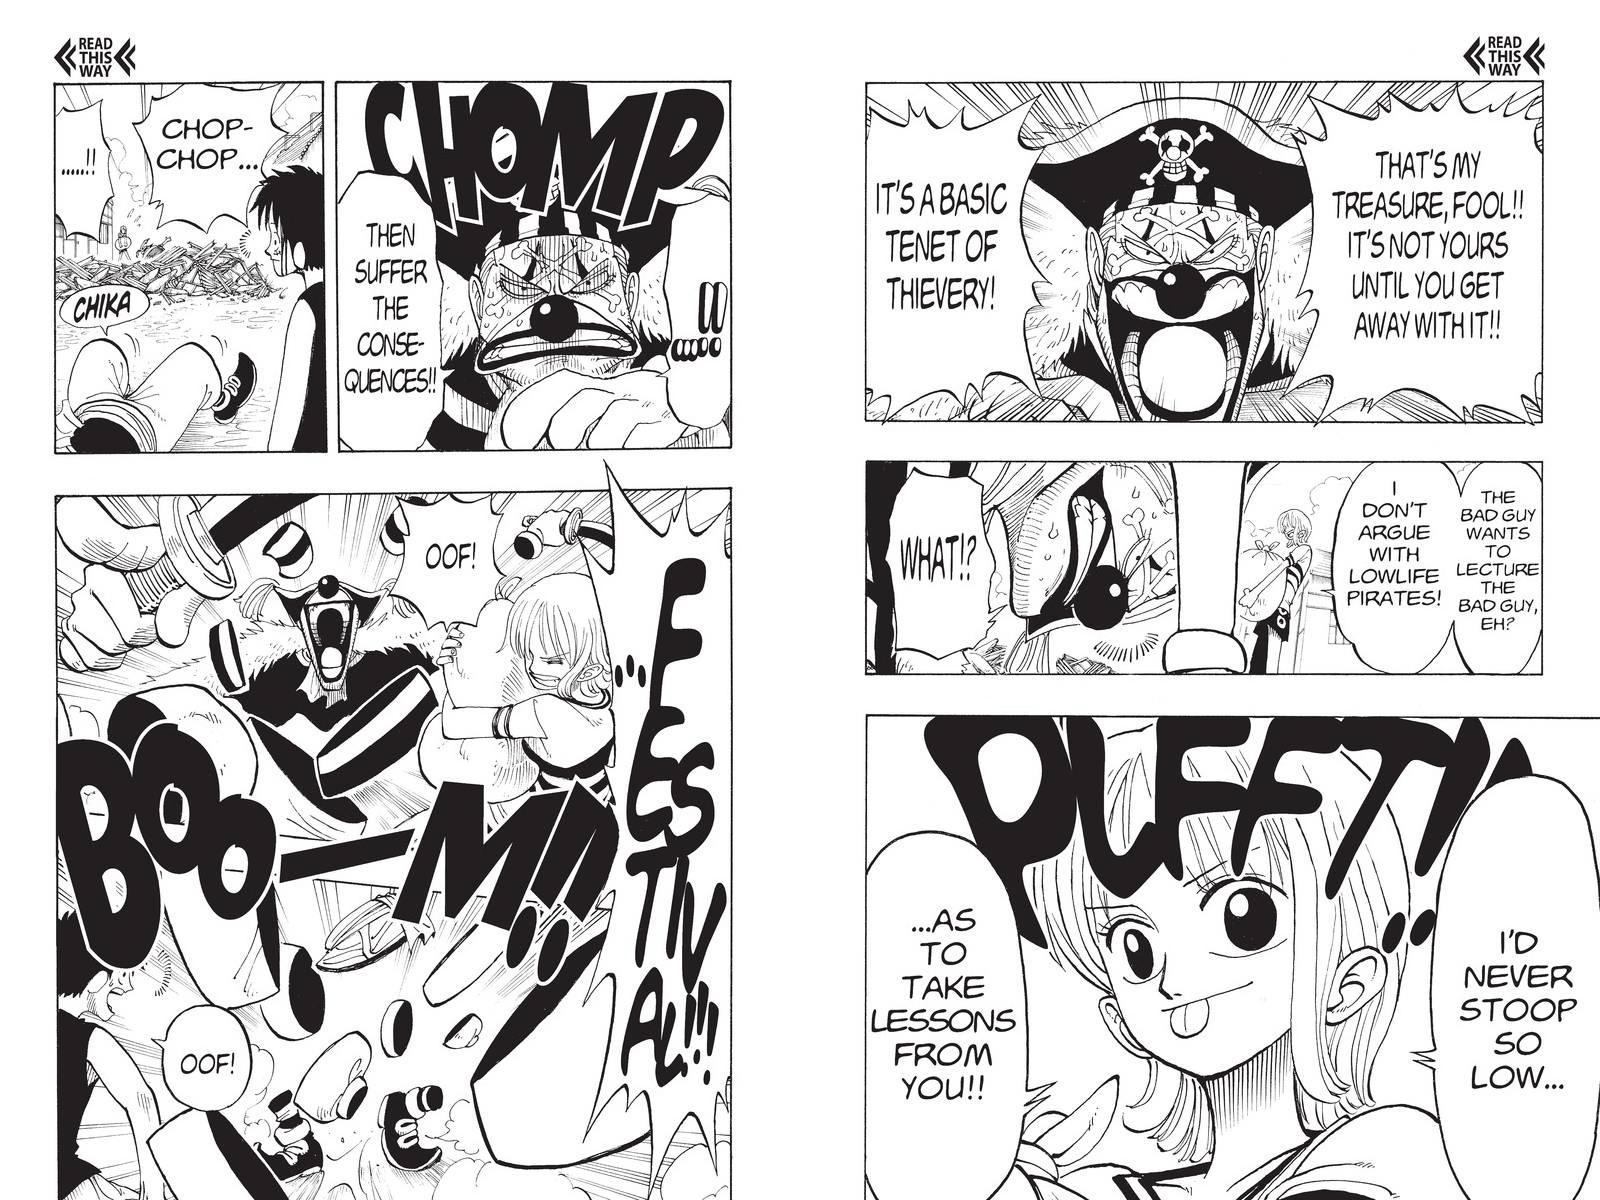 READ
THIS
WAY
THAT'S MY
TREASURE, FOOL!!
IT'S NOT YOURS
UNTIL YOU GET
AWAY WITH IT!!
IT'S A BASIC
TENET OF
THIEVERY!
THE
BAD GUY
WANTS
TO
LECTURE
THE
BAD GUY,
EH?
I
DON'T
ARGUE
WITH
LOWLIFE
PIRATES!
WHAT!?
PUFFT!!
I'D
NEVER
STOOP
SO
LOW...
...AS
TO
TAKE
LESSONS
FROM
YOU!!
READ
THIS
WAY
CHOMP
.....!!
THEN
SUFFER
THE
CONSE-
QUENCES!!
CHOP-
CHOP...
......!!
CHIKA
...FESTIVAL!!!
OOF!
BOO—M!!
OOF!